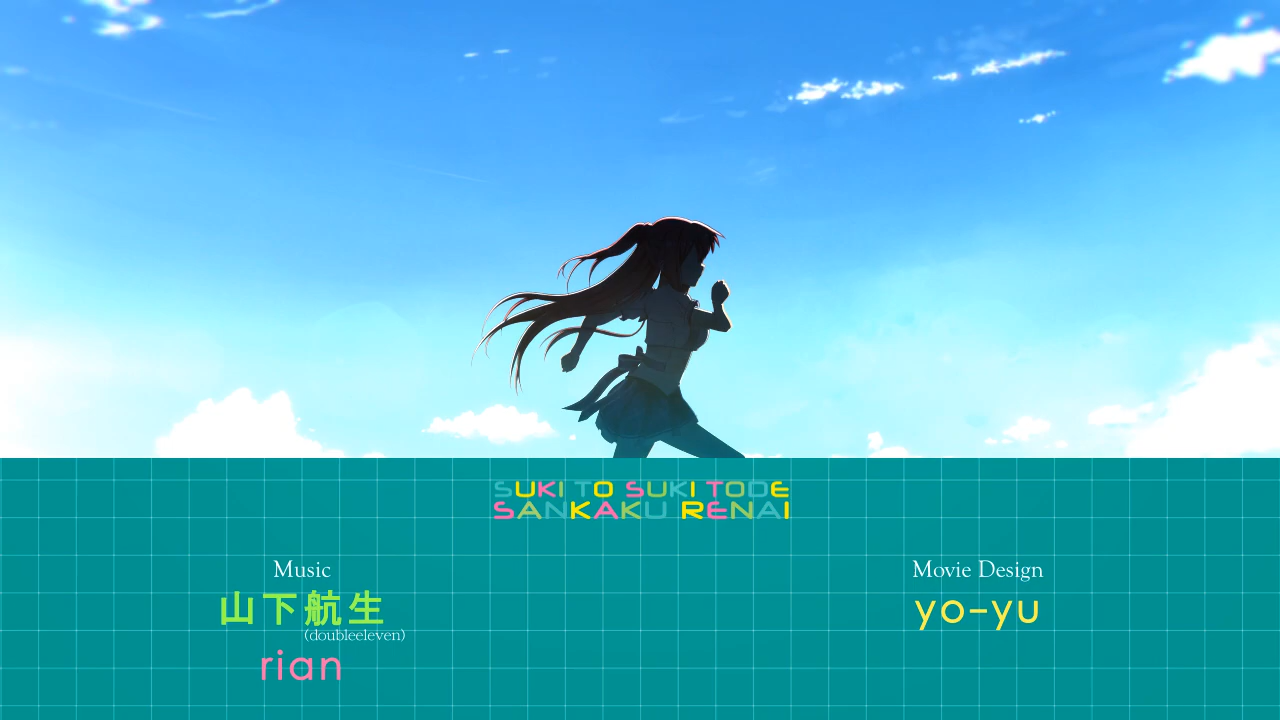 SUKI TO SUKI TODE
SANKAKU RENAI
Music
山下航生
(doubleeleven)
rian
Movie Design
yo-yu